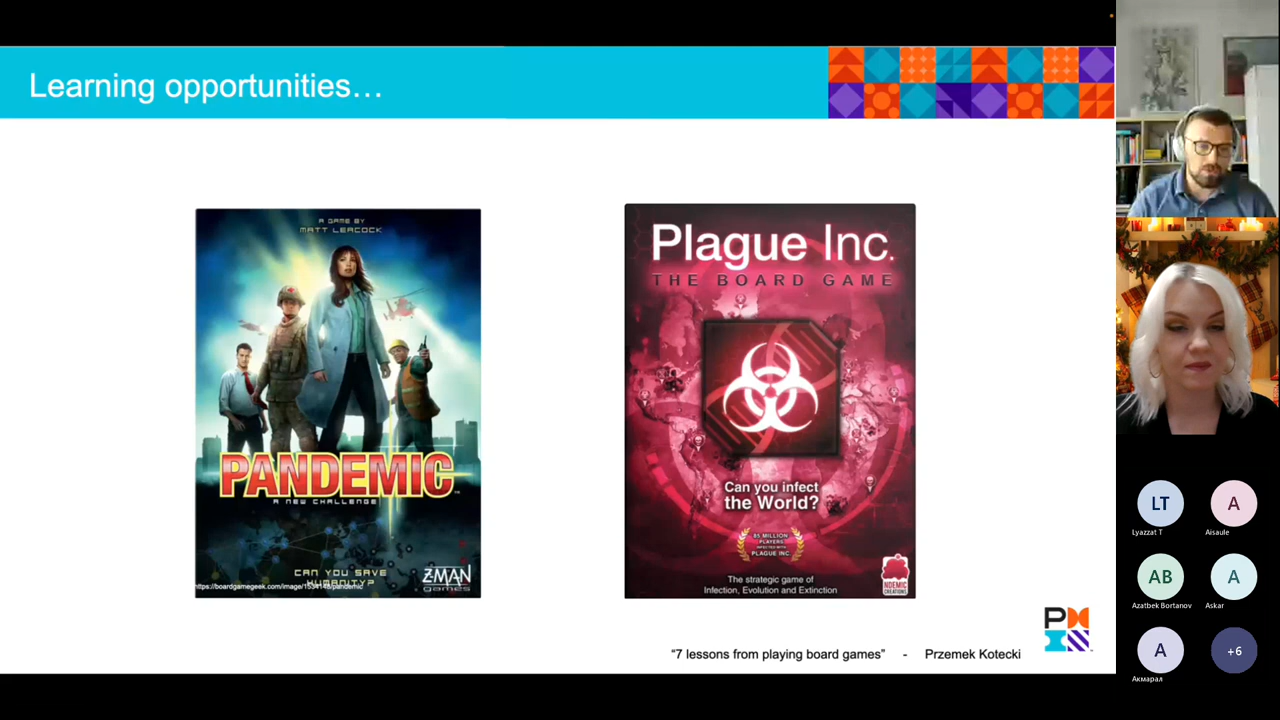 Learning opportunities...
A GAME BY
MATT LEACOCK
PANDEMIC
A NEW CHALLENGE
CAN YOU SAVE
HUMANITY?
Z-MAN
games
Plague Inc.
THE BOARD GAME
Can you infect
the World?
85 MILLION
PLAYERS
INFECTED WITH
PLAGUE INC.
The strategic game of
Infection, Evolution and Extinction
NDEMIC
CREATIONS
"7 lessons from playing board games" - Przemek Kotecki
PM
LT
A
Lyazzat T
Aisaule
AB
A
Azatbek Bortanov
Askar
A
+6
Акмарал